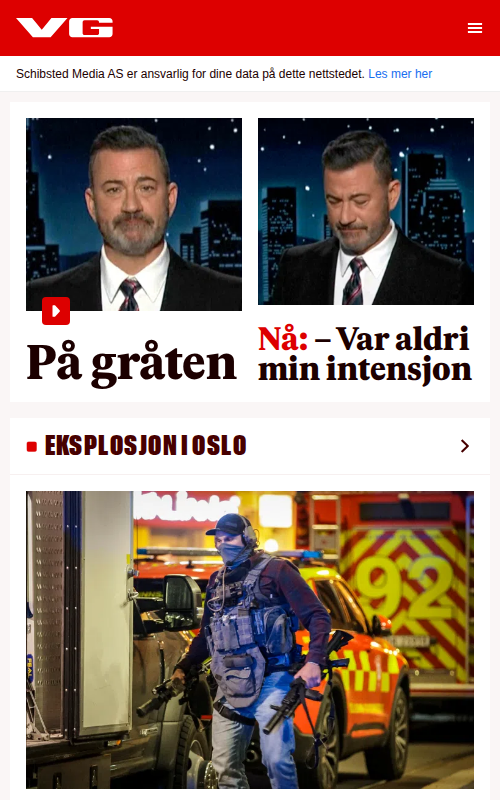 VG
Schibsted Media AS er ansvarlig for dine data på dette nettstedet. Les mer her
På gråten
Nå: – Var aldri
min intensjon
EKSPLOSJON I OSLO
92